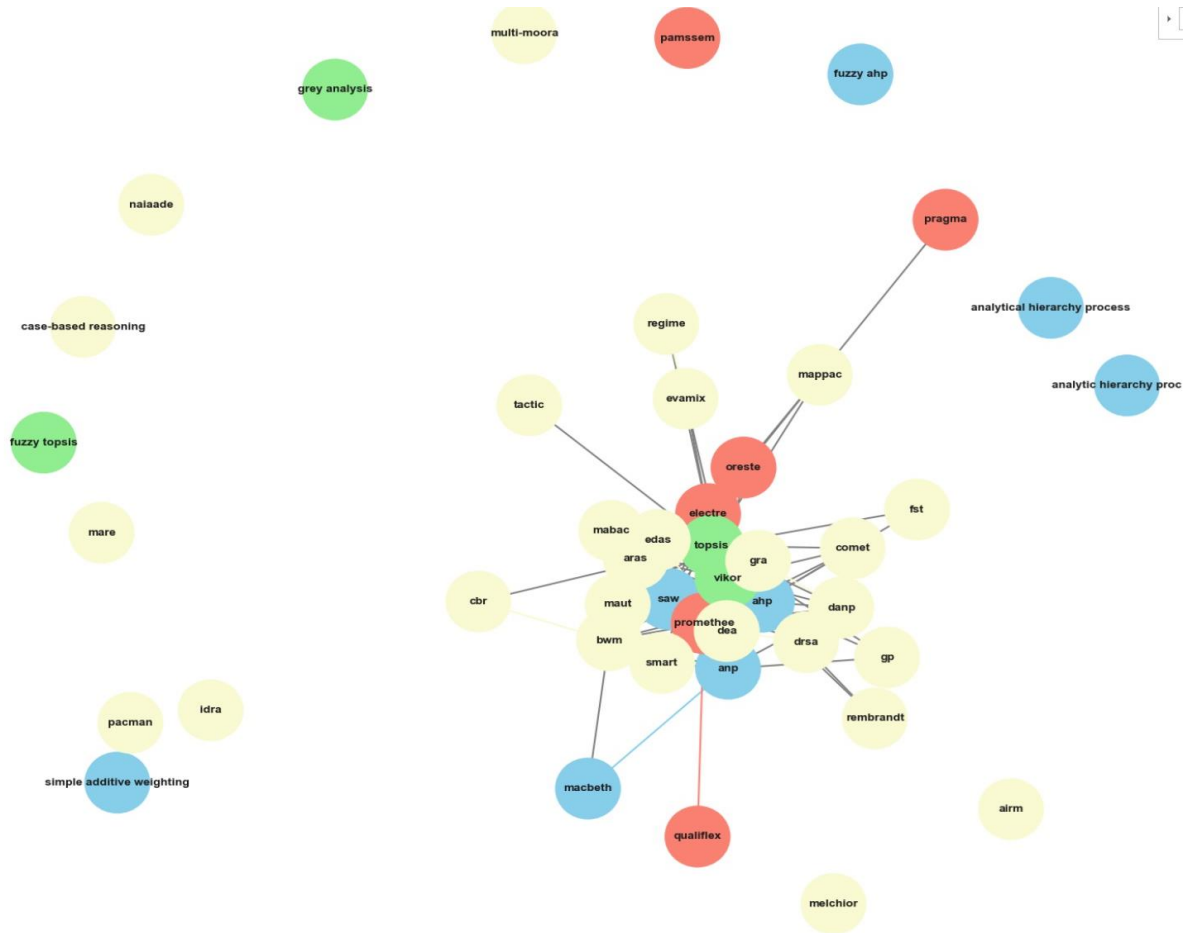 multi-moora
pamssem
fuzzy ahp
grey analysis
naiaade
pragma
analytical hierarchy process
case-based reasoning
regime
mappac
analytic hierarchy proc
evamix
tactic
fuzzy topsis
oreste
electre
fst
mare
mabac
edas
topsis
comet
aras
gra
vikor
cbr
maut
saw
ahp
danp
promethee
dea
bwm
drsa
smart
anp
gp
idra
pacman
rembrandt
simple additive weighting
macbeth
airm
qualiflex
melchior